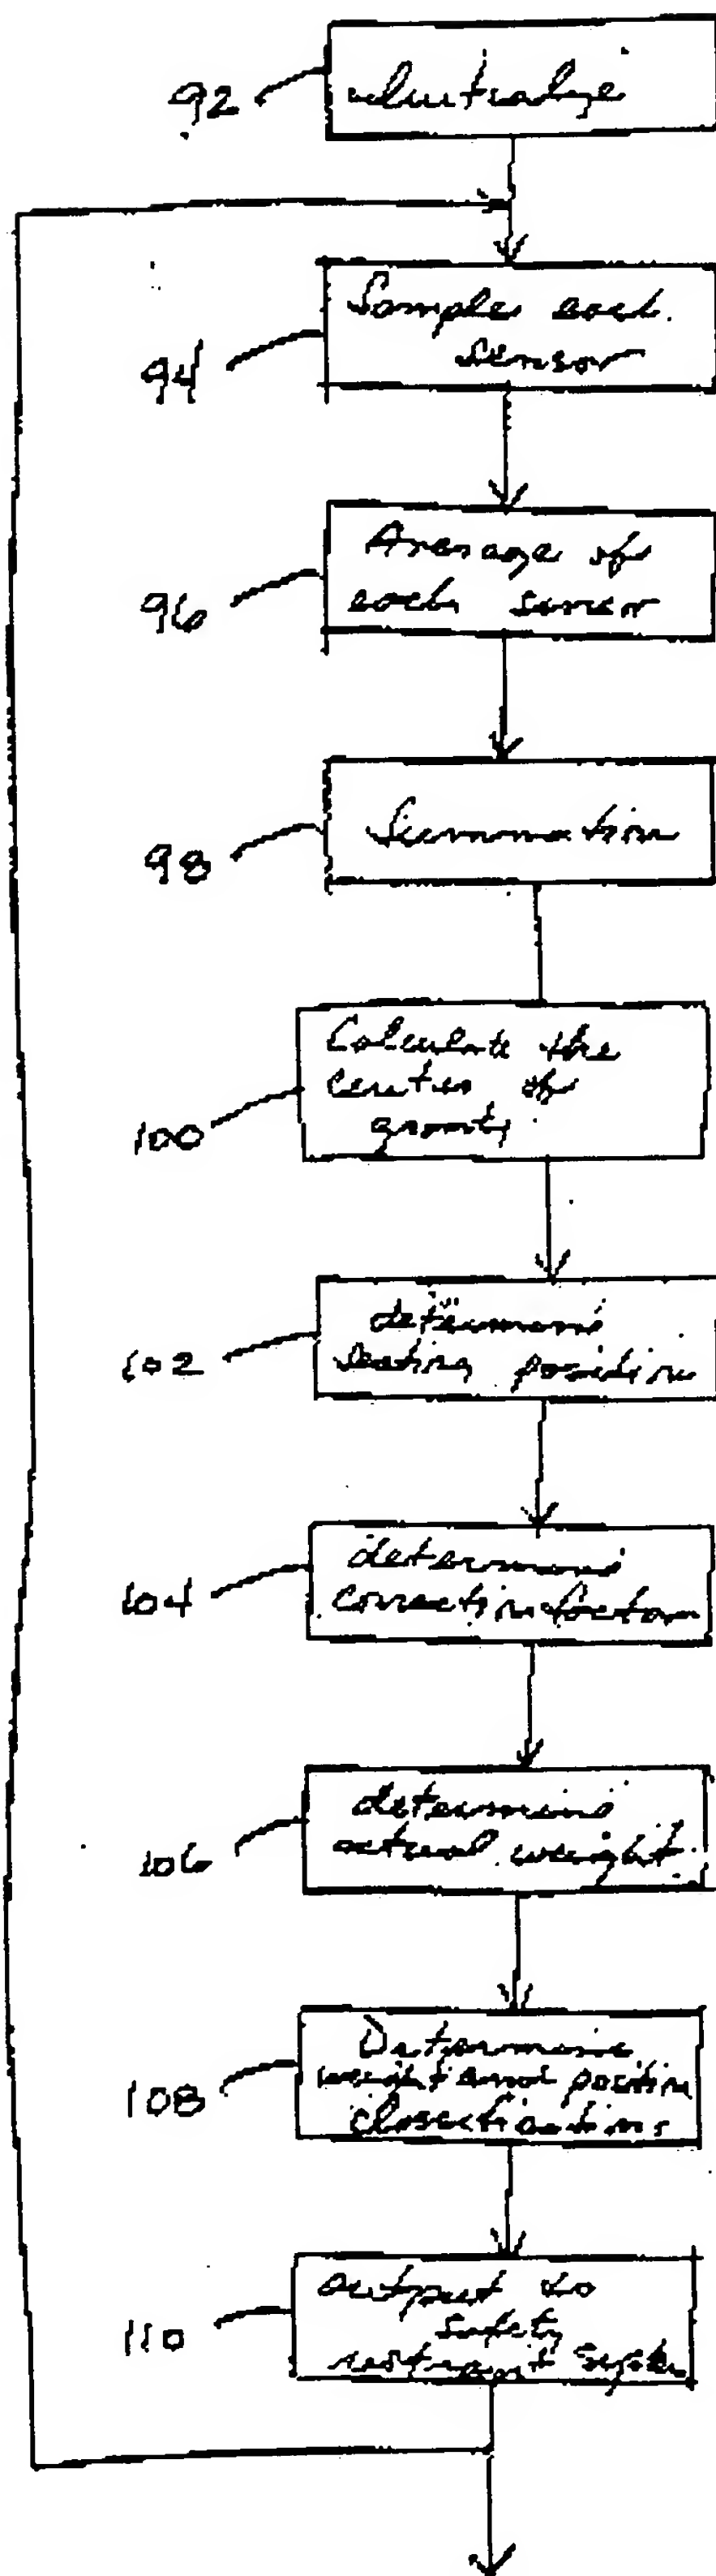 92
Initialize
94
Sample each
Sensor
96
Average of
each sensor
98
Summation
100
Calculate the
Center of
gravity
102
determine
Seating position
104
determine
Correction factor
106
determine
actual weight
108
Determine
weight and position
Classifications
110
output to
safety
restraint System